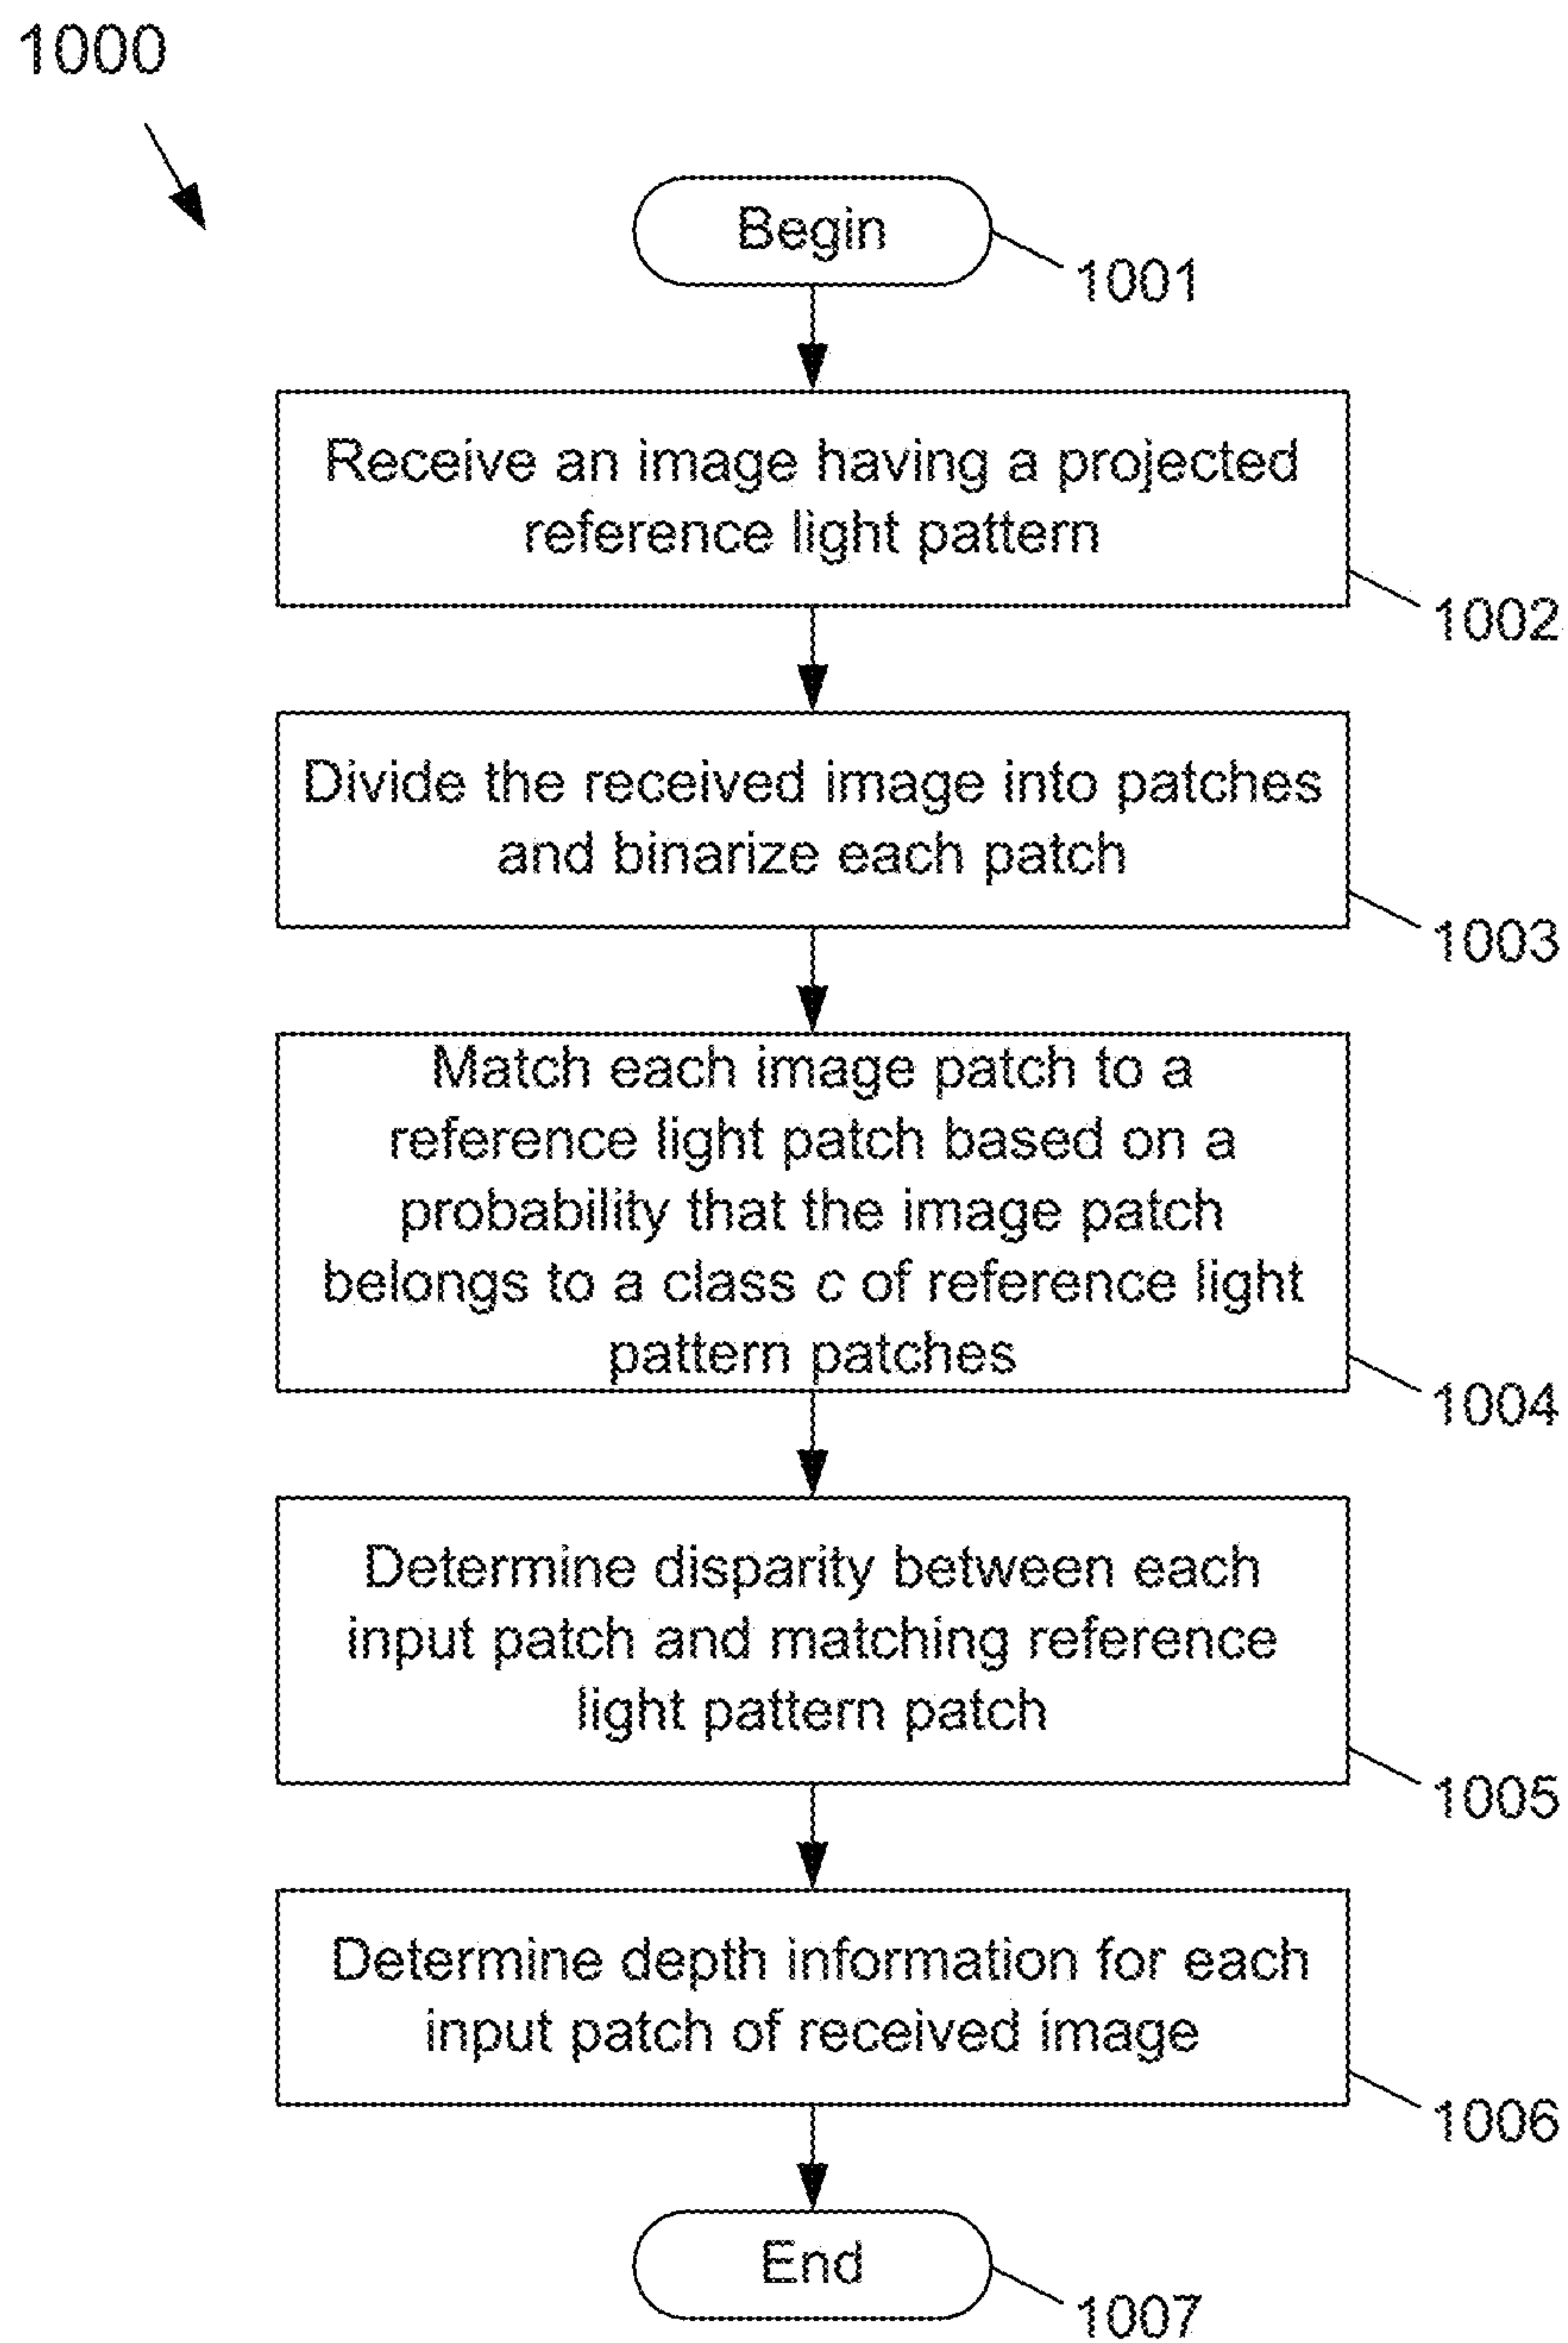 1000
Begin
1001
Receive an image having a projected
reference light pattern
1002
Divide the received image into patches
and binarize each patch
1003
Match each image patch to a
reference light patch based on a
probability that the image patch
belongs to a class c of reference light
pattern patches
1004
Determine disparity between each
input patch and matching reference
light pattern patch
1005
Determine depth information for each
input patch of received image
1006
End
1007